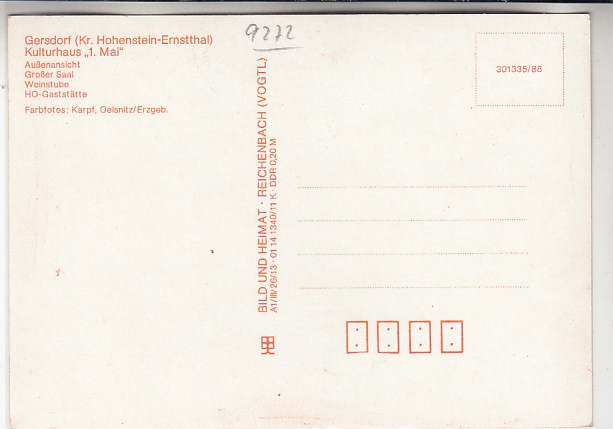 Gersdorf (Kr. Hohenstein-Ernstthal)
Kulturhaus „1. Mai“
Außenansicht
Großer Saal
Weinstube
HO-Gaststätte
Farbfotos: Karpf, Oelsnitz/Erzgeb.
9272
BILD UND HEIMAT · REICHENBACH (VOGTL)
A1/III/26/13 · 01 14 1340/11 K · DDR 0,20 M
301335/88